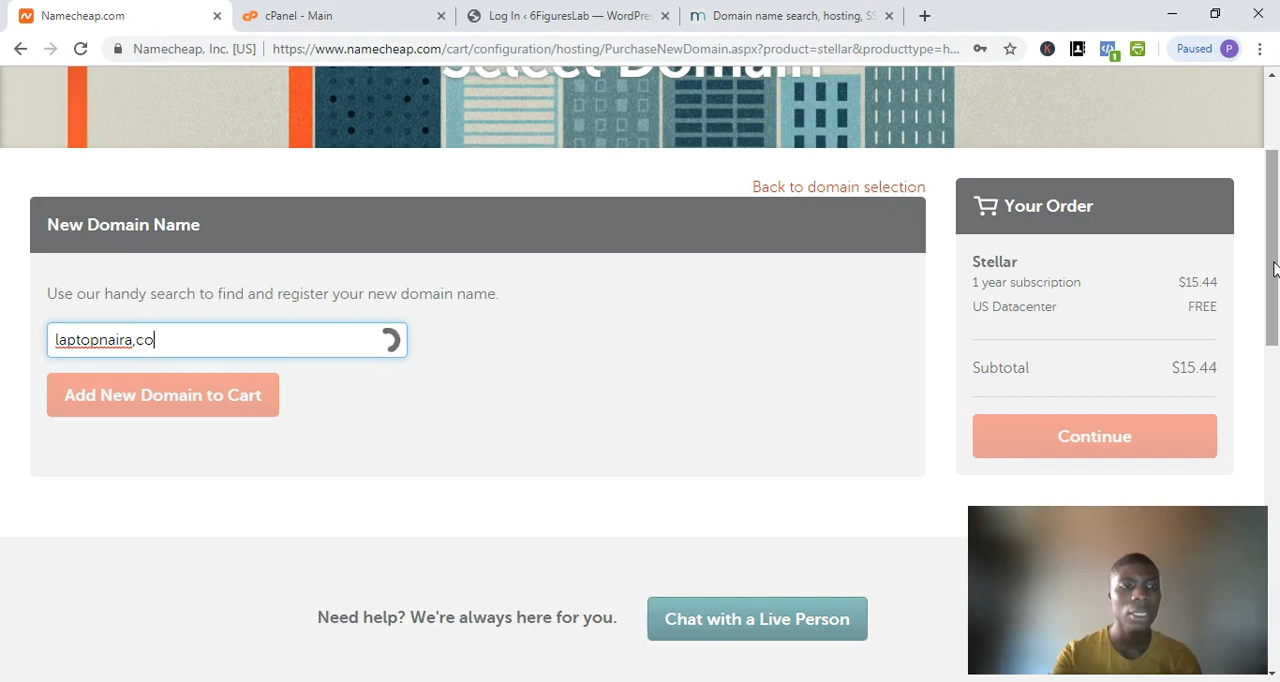 Namecheap.com
cPanel - Main
Log In ‹ 6FiguresLab — WordPre
Domain name search, hosting, SS
Namecheap, Inc. [US] | https://www.namecheap.com/cart/configuration/hosting/PurchaseNewDomain.aspx?product=stellar&producttype=h...
Paused P
Select Domain
Back to domain selection
New Domain Name
Use our handy search to find and register your new domain name.
laptopnaira,co
Add New Domain to Cart
Your Order
Stellar
1 year subscription $15.44
US Datacenter FREE
Subtotal $15.44
Continue
Need help? We're always here for you.
Chat with a Live Person